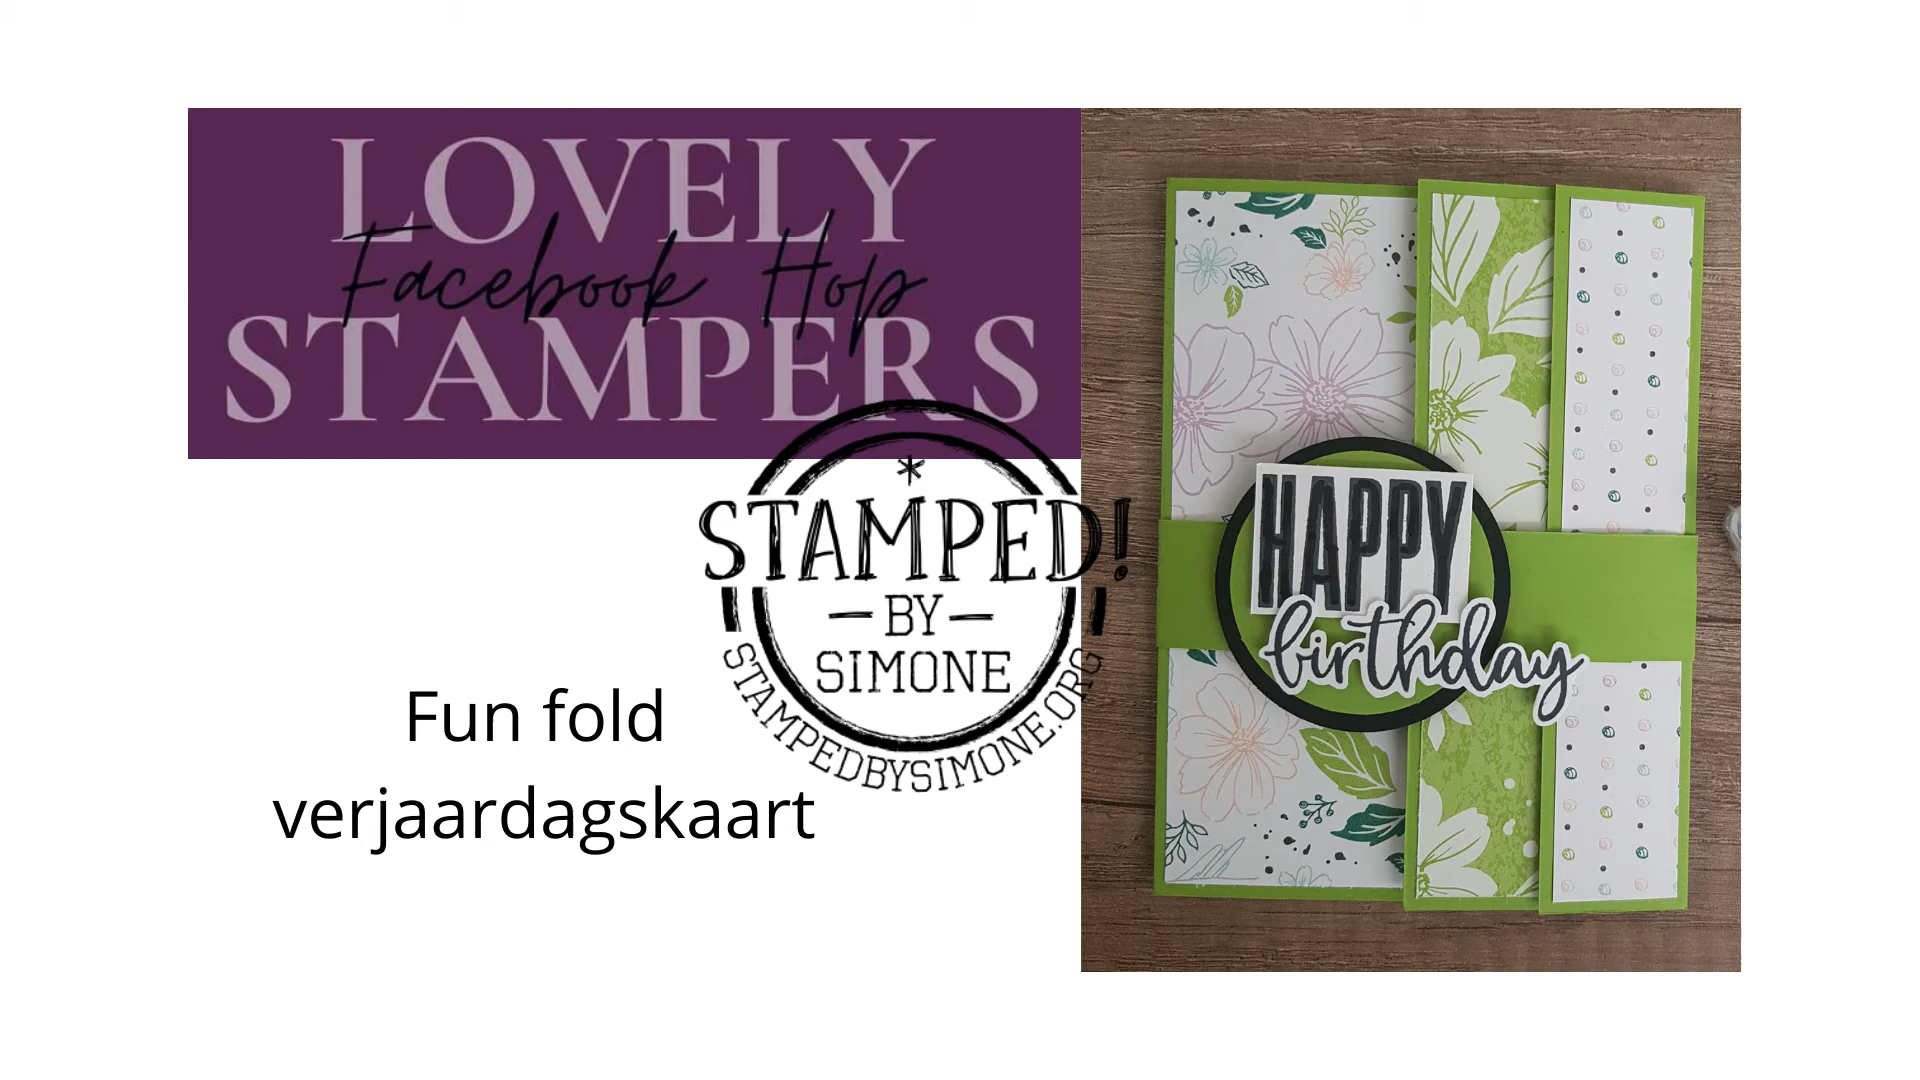 LOVELY
Facebook Hop
STAMPERS
STAMPED!
BY
SIMONE
STAMPEDBYSIMONE.ORG
Fun fold
verjaardagskaart
HAPPY
birthday